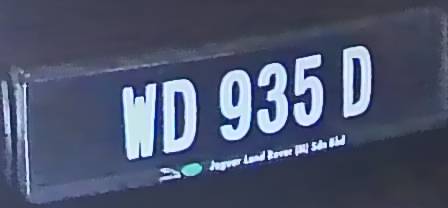 WD 935 D
Jaguar Land Rover (M) Sdn Bhd